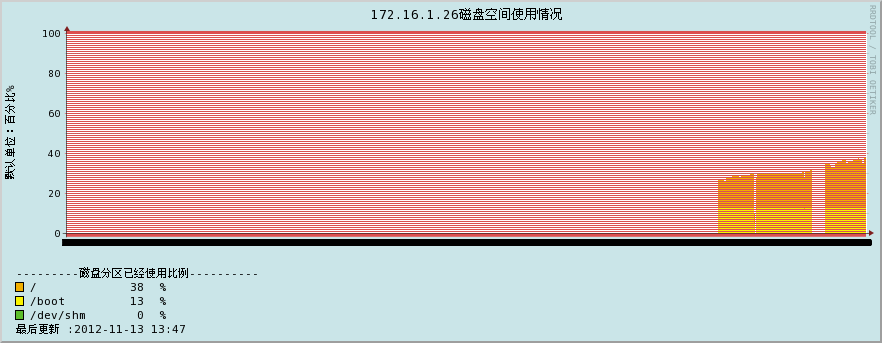 172.16.1.26磁盘空间使用情况
RRDTOOL / TOBI OETIKER
默认单位:百分比%
100
80
60
40
20
0
---------磁盘分区已经使用比例----------
/ 38 %
/boot 13 %
/dev/shm 0 %
最后更新 :2012-11-13 13:47